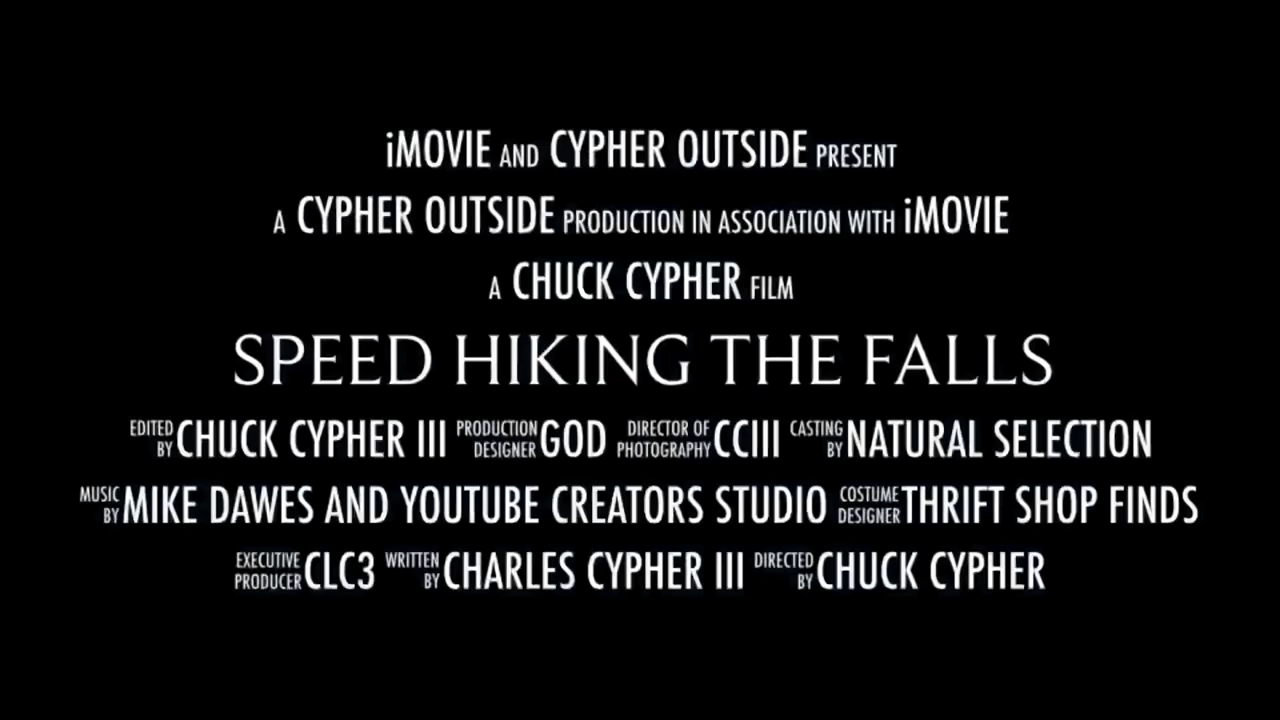 iMOVIE AND CYPHER OUTSIDE PRESENT
A CYPHER OUTSIDE PRODUCTION IN ASSOCIATION WITH iMOVIE
A CHUCK CYPHER FILM
SPEED HIKING THE FALLS
EDITED BY CHUCK CYPHER III PRODUCTION DESIGNER GOD DIRECTOR OF PHOTOGRAPHY CCIII CASTING BY NATURAL SELECTION
MUSIC BY MIKE DAWES AND YOUTUBE CREATORS STUDIO COSTUME DESIGNER THRIFT SHOP FINDS
EXECUTIVE PRODUCER CLC3 WRITTEN BY CHARLES CYPHER III DIRECTED BY CHUCK CYPHER